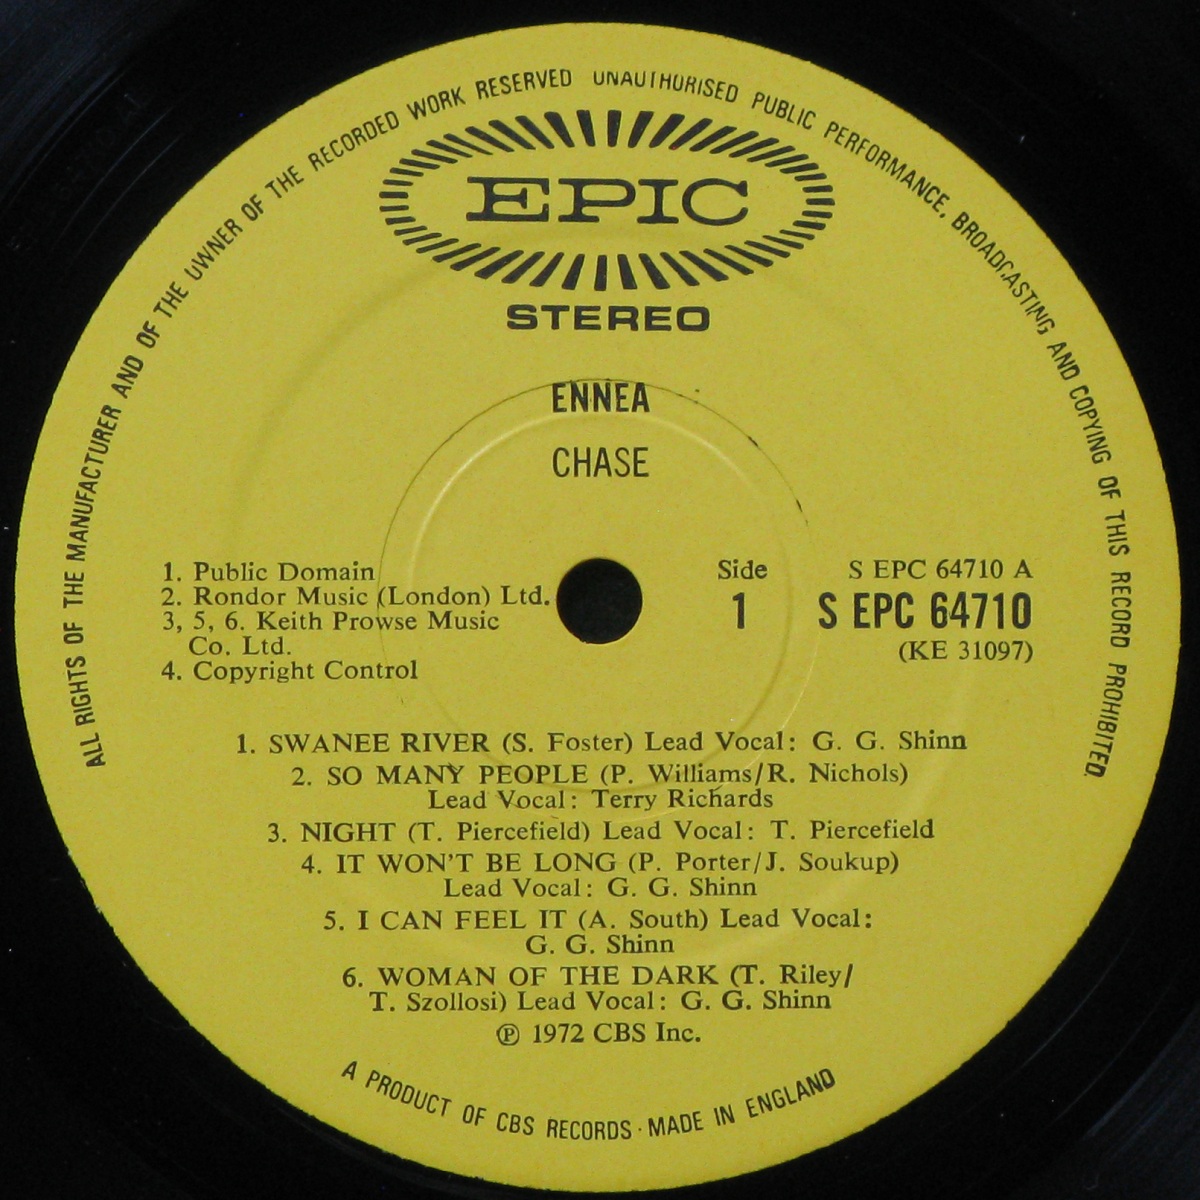 ALL RIGHTS OF THE MANUFACTURER AND OF THE OWNER OF THE RECORDED WORK RESERVED UNAUTHORISED PUBLIC PERFORMANCE, BROADCASTING AND COPYING OF THIS RECORD PROHIBITED.
EPIC
STEREO
ENNEA
CHASE
1. Public Domain
2. Rondor Music (London) Ltd.
3, 5, 6. Keith Prowse Music
Co. Ltd.
4. Copyright Control
Side
1
S EPC 64710 A
S EPC 64710
(KE 31097)
1. SWANEE RIVER (S. Foster) Lead Vocal: G. G. Shinn
2. SO MANY PEOPLE (P. Williams/R. Nichols)
Lead Vocal: Terry Richards
3. NIGHT (T. Piercefield) Lead Vocal: T. Piercefield
4. IT WON'T BE LONG (P. Porter/J. Soukup)
Lead Vocal: G. G. Shinn
5. I CAN FEEL IT (A. South) Lead Vocal:
G. G. Shinn
6. WOMAN OF THE DARK (T. Riley/
T. Szollosi) Lead Vocal: G. G. Shinn
℗ 1972 CBS Inc.
A PRODUCT OF CBS RECORDS · MADE IN ENGLAND